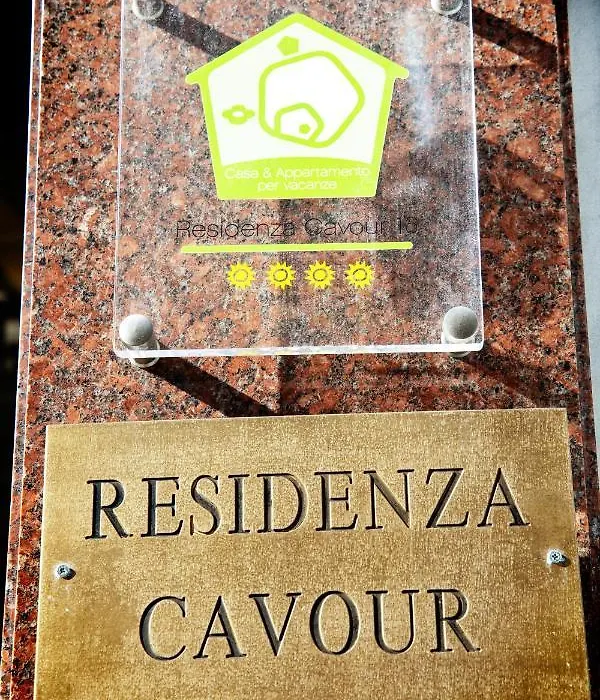 Casa & Appartamento
per vacanze
Residenza Cavour
RESIDENZA
CAVOUR